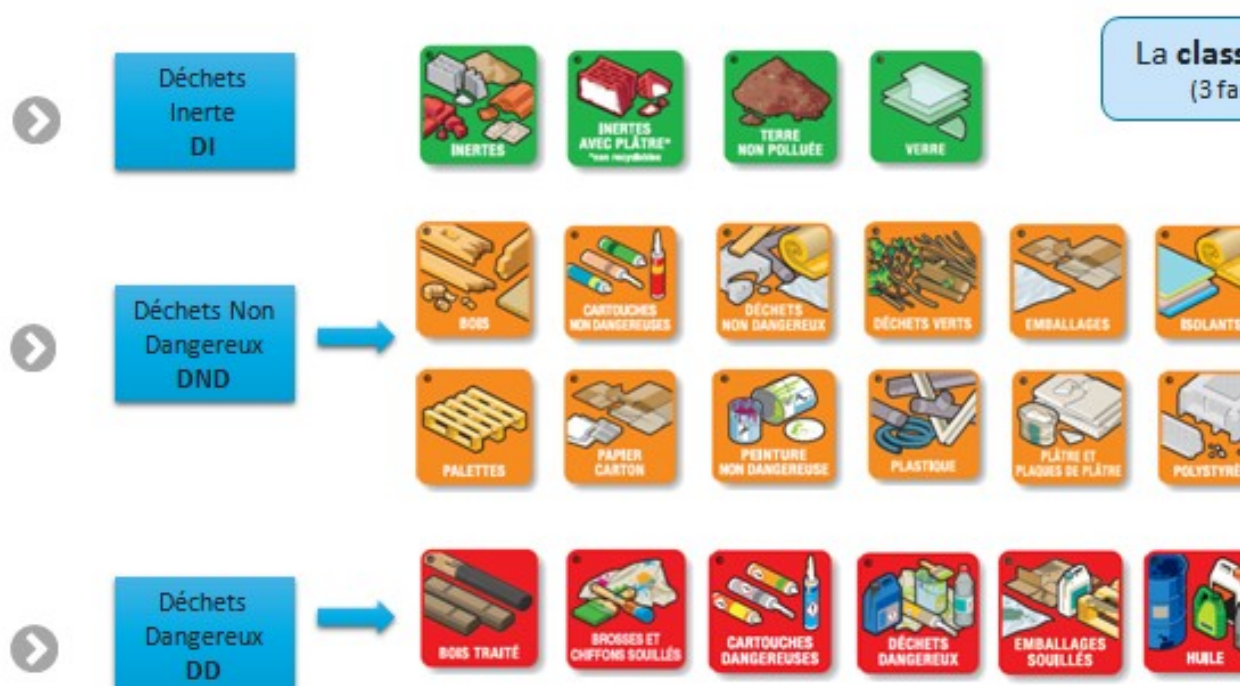 La class
(3 fa
Déchets
Inerte
DI
INERTES
INERTES
AVEC PLÂTRE*
*non recyclables
TERRE
NON POLLUÉE
VERRE
Déchets Non
Dangereux
DND
BOIS
CARTOUCHES
NON DANGEREUSES
DÉCHETS
NON DANGEREUX
DÉCHETS VERTS
EMBALLAGES
ISOLANTS
PALETTES
PAPIER
CARTON
PEINTURE
NON DANGEREUSE
PLASTIQUE
PLÂTRE ET
PLAQUES DE PLÂTRE
POLYSTYRÈ
Déchets
Dangereux
DD
BOIS TRAITÉ
BROSSES ET
CHIFFONS SOUILLÉS
CARTOUCHES
DANGEREUSES
DÉCHETS
DANGEREUX
EMBALLAGES
SOUILLÉS
HUILE